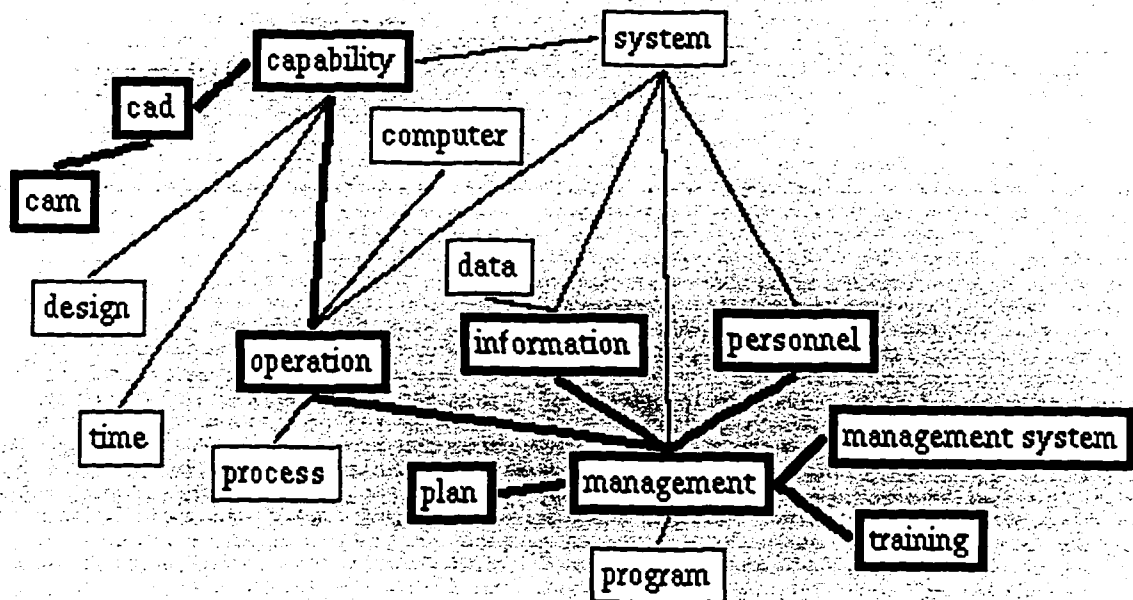 system
capability
cad
computer
cam
data
design
information
personnel
operation
time
management system
process
plan
management
training
program